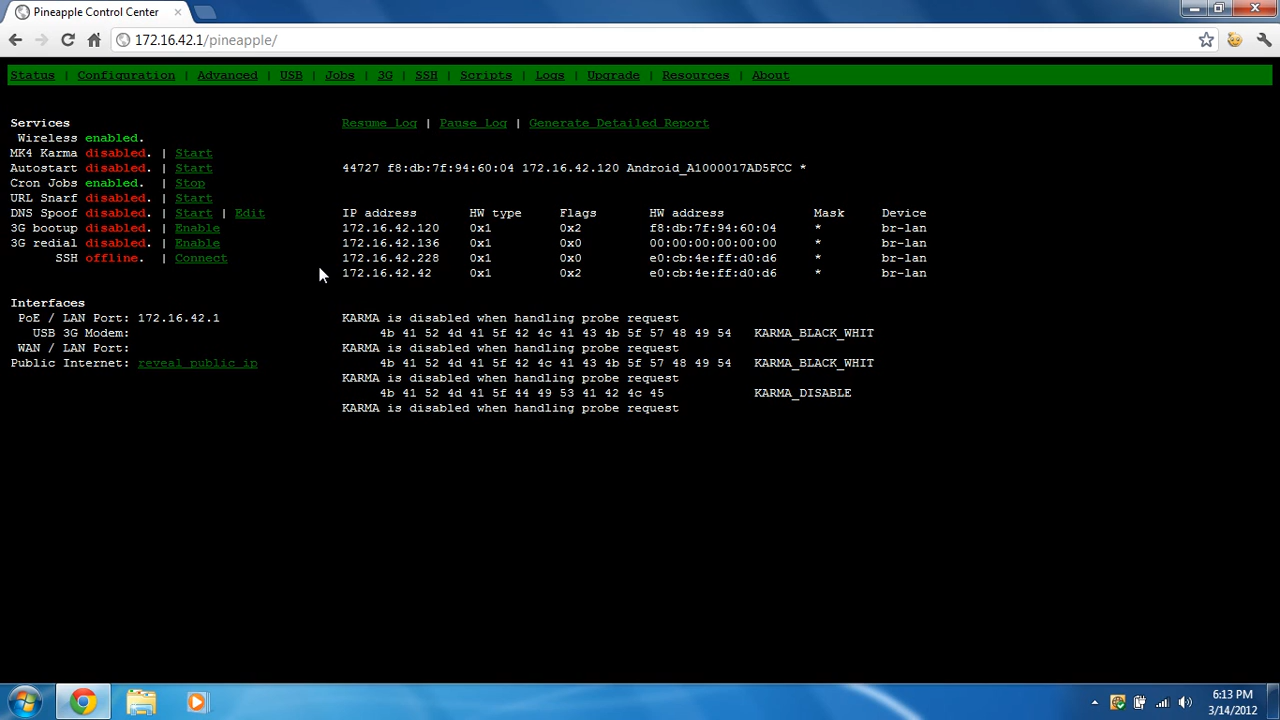 Pineapple Control Center
172.16.42.1/pineapple/
Status | Configuration | Advanced | USB | Jobs | 3G | SSH | Scripts | Logs | Upgrade | Resources | About
Services
Wireless enabled.
MK4 Karma disabled. | Start
Autostart disabled. | Start
Cron Jobs enabled. | Stop
URL Snarf disabled. | Start
DNS Spoof disabled. | Start | Edit
3G bootup disabled. | Enable
3G redial disabled. | Enable
SSH offline. | Connect
Interfaces
PoE / LAN Port: 172.16.42.1
USB 3G Modem:
WAN / LAN Port:
Public Internet: reveal public ip
Resume Log | Pause Log | Generate Detailed Report
44727 f8:db:7f:94:60:04 172.16.42.120 Android_A1000017AD5FCC *
IP address HW type Flags HW address Mask Device
172.16.42.120 0x1 0x2 f8:db:7f:94:60:04 * br-lan
172.16.42.136 0x1 0x0 00:00:00:00:00:00 * br-lan
172.16.42.228 0x1 0x0 e0:cb:4e:ff:d0:d6 * br-lan
172.16.42.42 0x1 0x2 e0:cb:4e:ff:d0:d6 * br-lan
KARMA is disabled when handling probe request
4b 41 52 4d 41 5f 42 4c 41 43 4b 5f 57 48 49 54 KARMA_BLACK_WHIT
KARMA is disabled when handling probe request
4b 41 52 4d 41 5f 42 4c 41 43 4b 5f 57 48 49 54 KARMA_BLACK_WHIT
KARMA is disabled when handling probe request
4b 41 52 4d 41 5f 44 49 53 41 42 4c 45 KARMA_DISABLE
KARMA is disabled when handling probe request
6:13 PM
3/14/2012